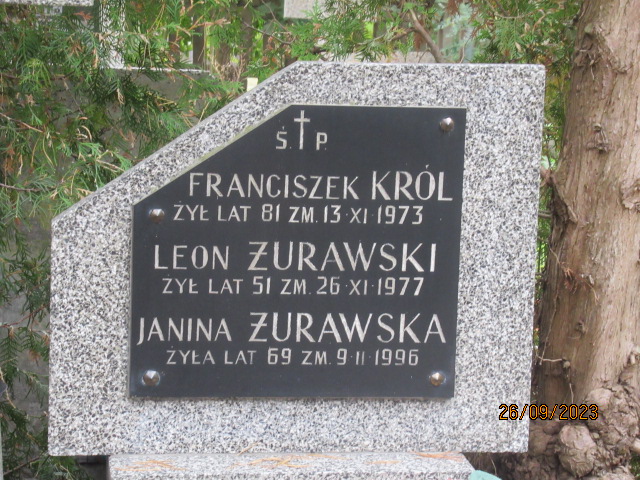 Ś.†P.
FRANCISZEK KRÓL
ŻYŁ LAT 81 ZM. 13·XI·1973
LEON ŻURAWSKI
ŻYŁ LAT 51 ZM. 26·XI·1977
JANINA ŻURAWSKA
ŻYŁA LAT 69 ZM. 9·II·1996
26/09/2023